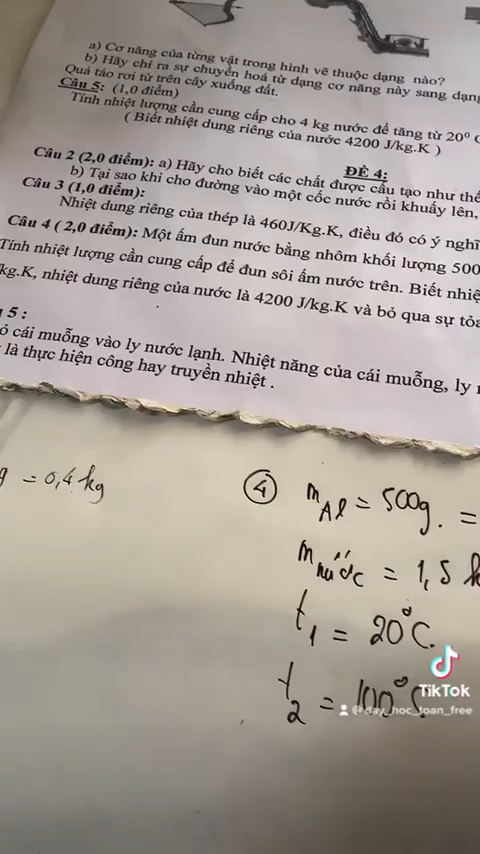 a) Cơ năng của từng vật trong hình vẽ thuộc dạng nào?
b) Hãy chỉ ra sự chuyển hoá từ dạng cơ năng này sang dạng
Quả táo rơi từ trên cây xuống đất.
Câu 5: (1,0 điểm)
Tính nhiệt lượng cần cung cấp cho 4 kg nước để tăng từ 20⁰
( Biết nhiệt dung riêng của nước 4200 J/kg.K )
ĐỀ 4:
Câu 2 (2,0 điểm): a) Hãy cho biết các chất được cấu tạo như thế
b) Tại sao khi cho đường vào một cốc nước rồi khuấy lên,
Câu 3 (1,0 điểm):
Nhiệt dung riêng của thép là 460J/Kg.K, điều đó có ý nghĩ
Câu 4 ( 2,0 điểm): Một ấm đun nước bằng nhôm khối lượng 500
Tính nhiệt lượng cần cung cấp để đun sôi ấm nước trên. Biết nhiệ
kg.K, nhiệt dung riêng của nước là 4200 J/kg.K và bỏ qua sự tỏa
5 :
cái muỗng vào ly nước lạnh. Nhiệt năng của cái muỗng, ly
là thực hiện công hay truyền nhiệt .
g = 0,4 kg
④ m Al = 500g. =
m nước = 1,5 k
t₁ = 20°C.
t₂ = 100°C
TikTok
@day_hoc_toan_free